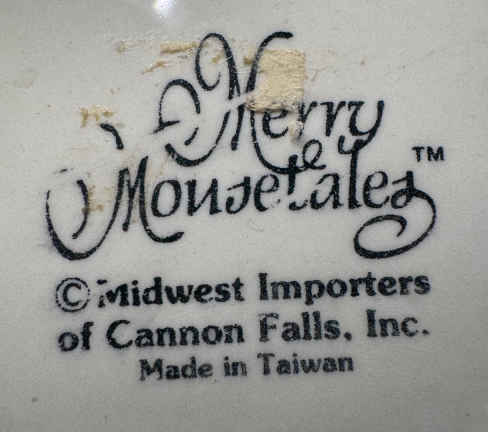 Merry
Mousetales™
© Midwest Importers
of Cannon Falls, Inc.
Made in Taiwan